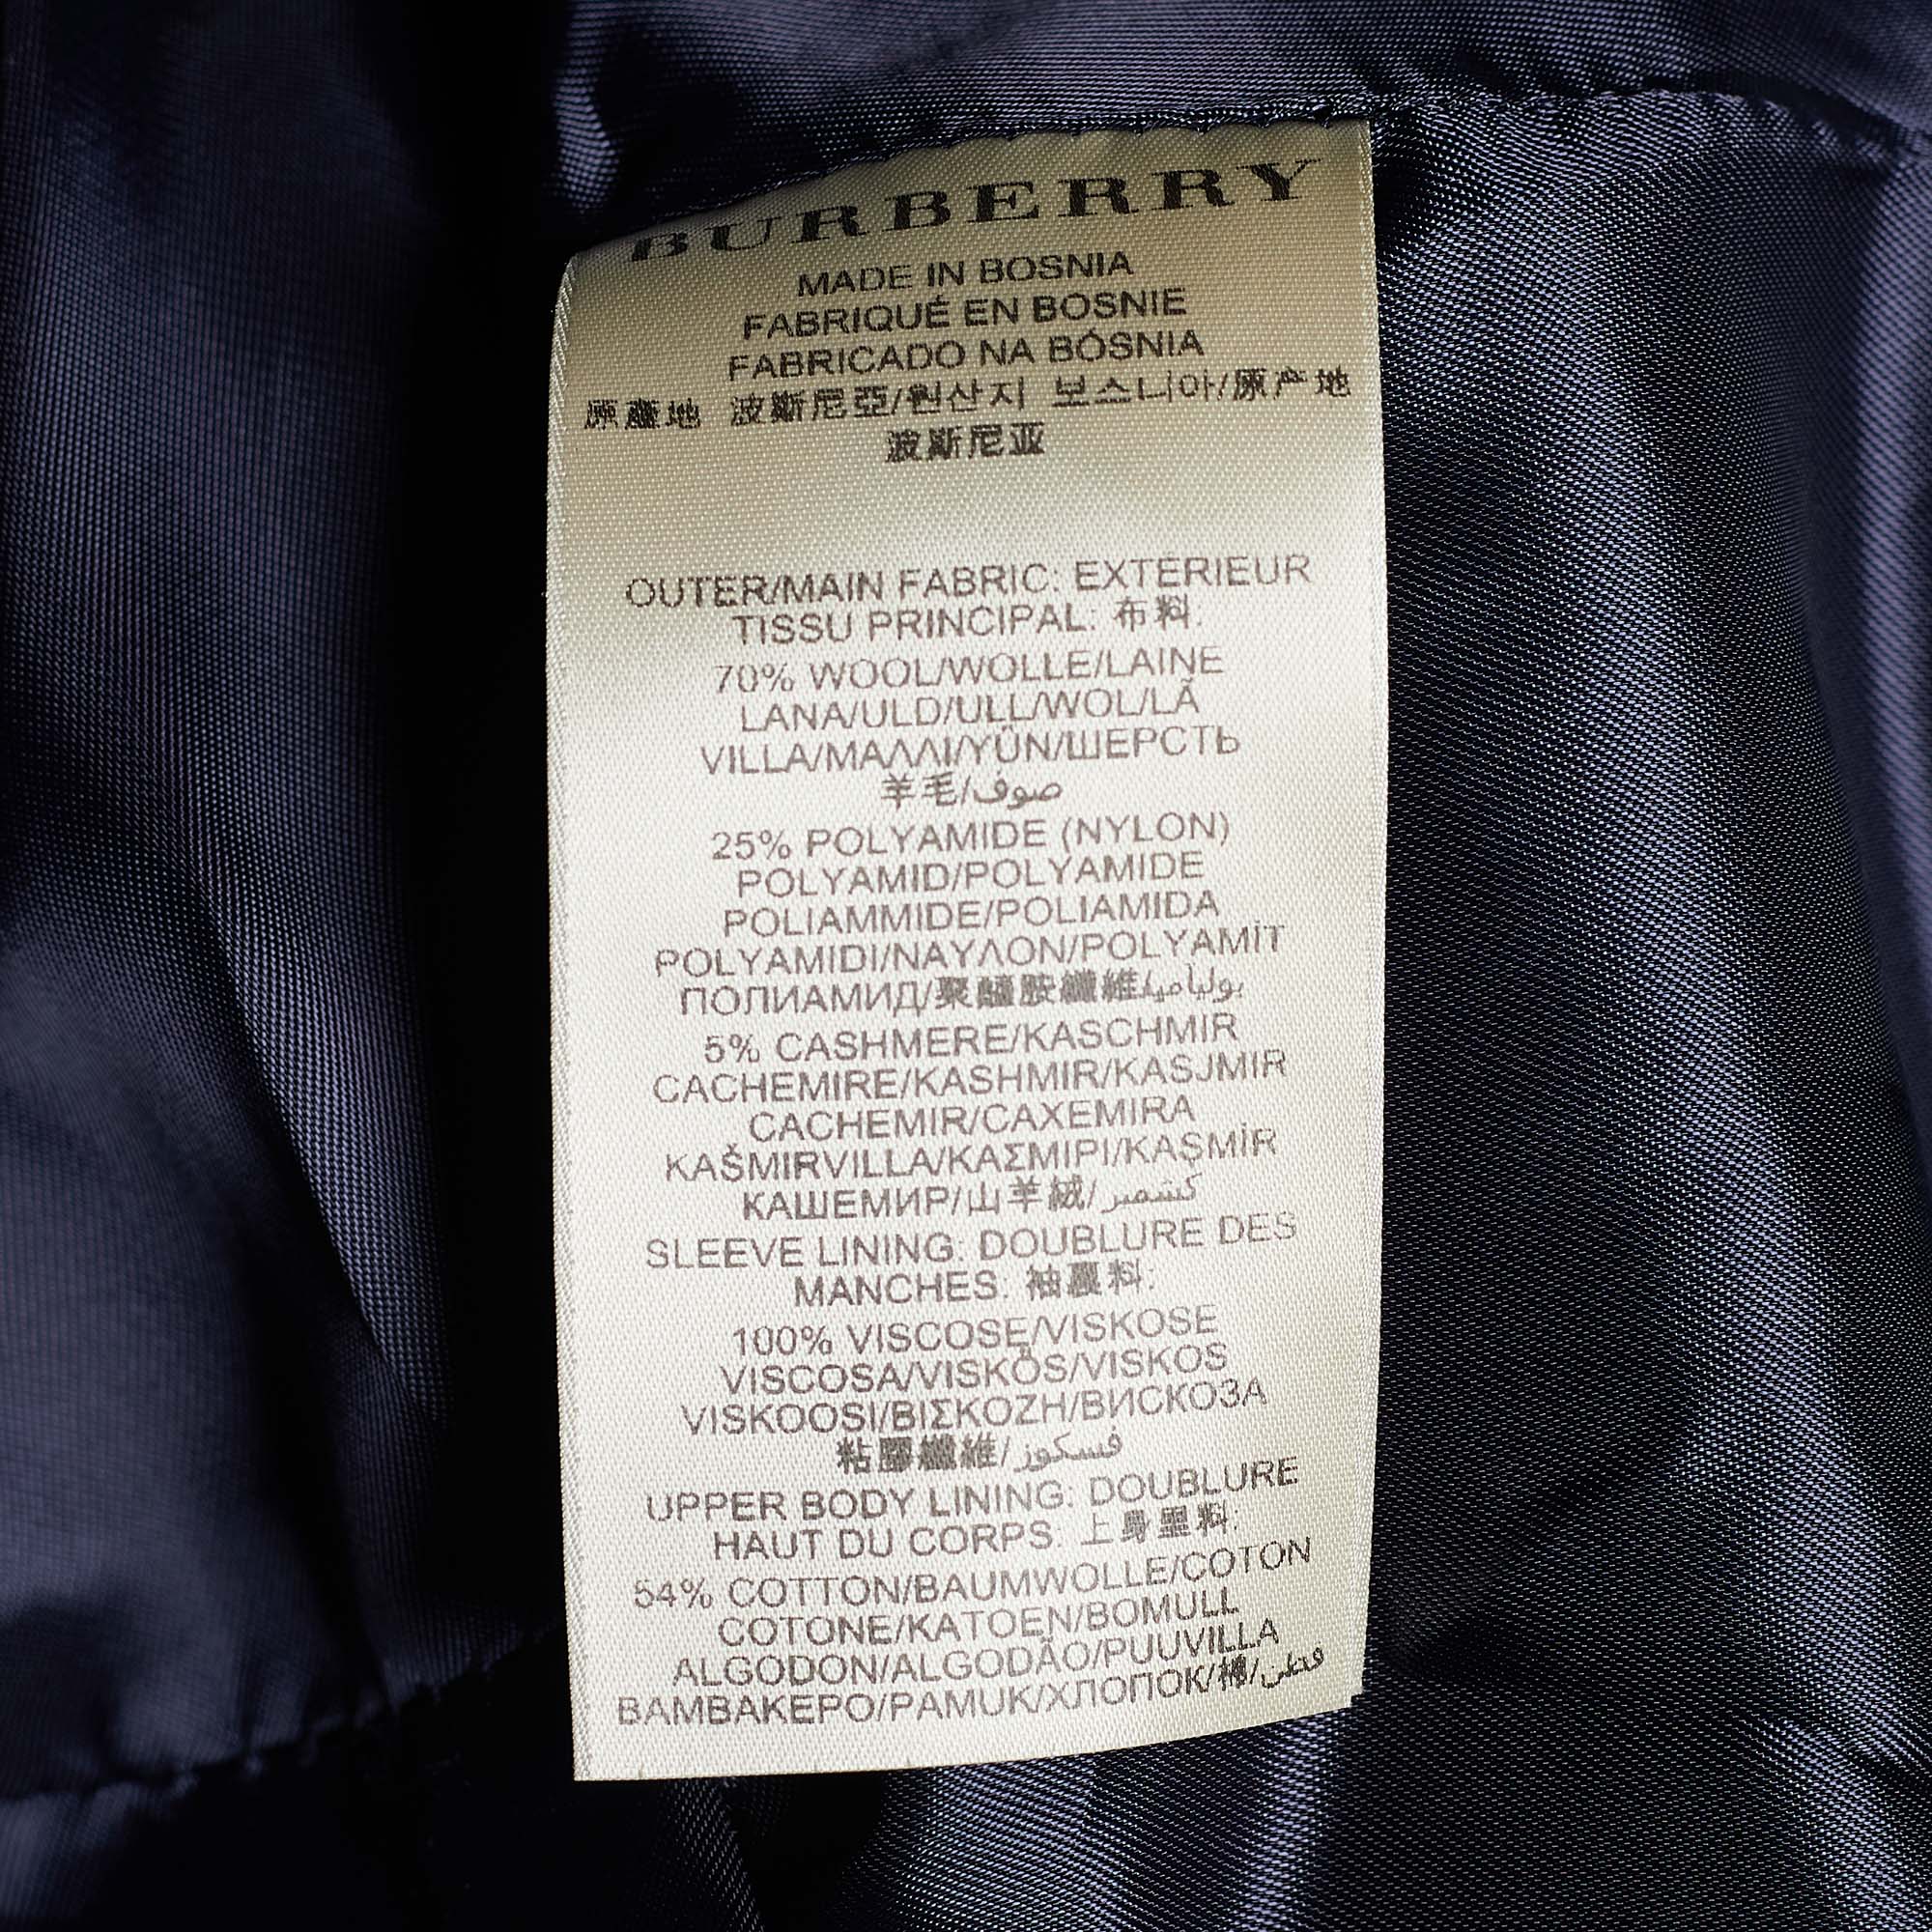 BURBERRY
MADE IN BOSNIA
FABRIQUÉ EN BOSNIE
FABRICADO NA BÓSNIA
原產地 波斯尼亞/원산지 보스니아/原产地
波斯尼亚
OUTER/MAIN FABRIC: EXTÉRIEUR
TISSU PRINCIPAL: 布料:
70% WOOL/WOLLE/LAINE
LANA/ULD/ULL/WOL/LÃ
VILLA/ΜΑΛΛΙ/YÜN/ШЕРСТЬ
羊毛/صوف
25% POLYAMIDE (NYLON)
POLYAMID/POLYAMIDE
POLIAMMIDE/POLIAMIDA
POLYAMIDI/ΝΑΥΛΟΝ/POLYAMİT
ПОЛИАМИД/聚醯胺纖維/بولياميد
5% CASHMERE/KASCHMIR
CACHEMIRE/KASHMIR/KASJMIR
CACHEMIR/CAXEMIRA
KAŠMIRVILLA/ΚΑΣΜΙΡΙ/KAŞMİR
КАШЕМИР/山羊絨/كشمير
SLEEVE LINING: DOUBLURE DES
MANCHES: 袖裏料:
100% VISCOSE/VISKOSE
VISCOSA/VISKÓS/VISKOS
VISKOOSI/ΒΙΣΚΟΖΗ/ВИСКОЗА
粘膠纖維/فسكوز
UPPER BODY LINING: DOUBLURE
HAUT DU CORPS: 上身里料:
54% COTTON/BAUMWOLLE/COTON
COTONE/KATOEN/BOMULL
ALGODON/ALGODÃO/PUUVILLA
ΒΑΜΒΑΚΕΡΟ/PAMUK/ХЛОПОК/棉/قطن